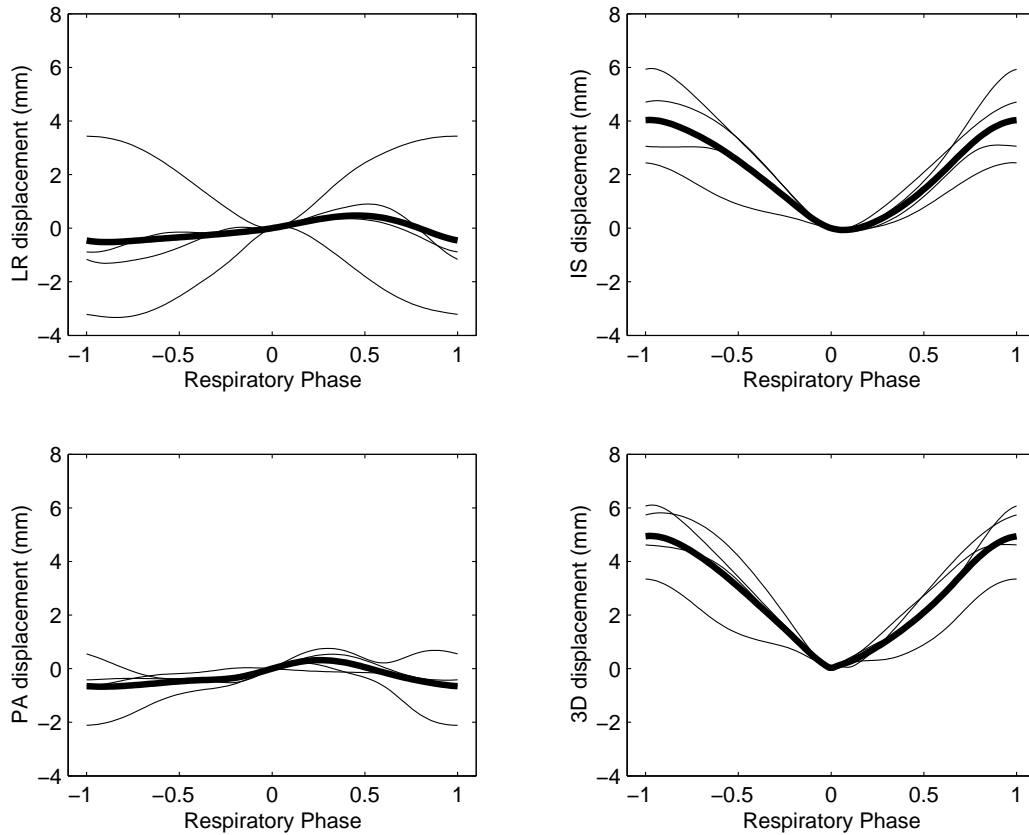 8
6
4
2
0
−2
−4
LR displacement (mm)
−1 −0.5 0 0.5 1
Respiratory Phase
8
6
4
2
0
−2
−4
IS displacement (mm)
−1 −0.5 0 0.5 1
Respiratory Phase
8
6
4
2
0
−2
−4
PA displacement (mm)
−1 −0.5 0 0.5 1
Respiratory Phase
8
6
4
2
0
−2
−4
3D displacement (mm)
−1 −0.5 0 0.5 1
Respiratory Phase